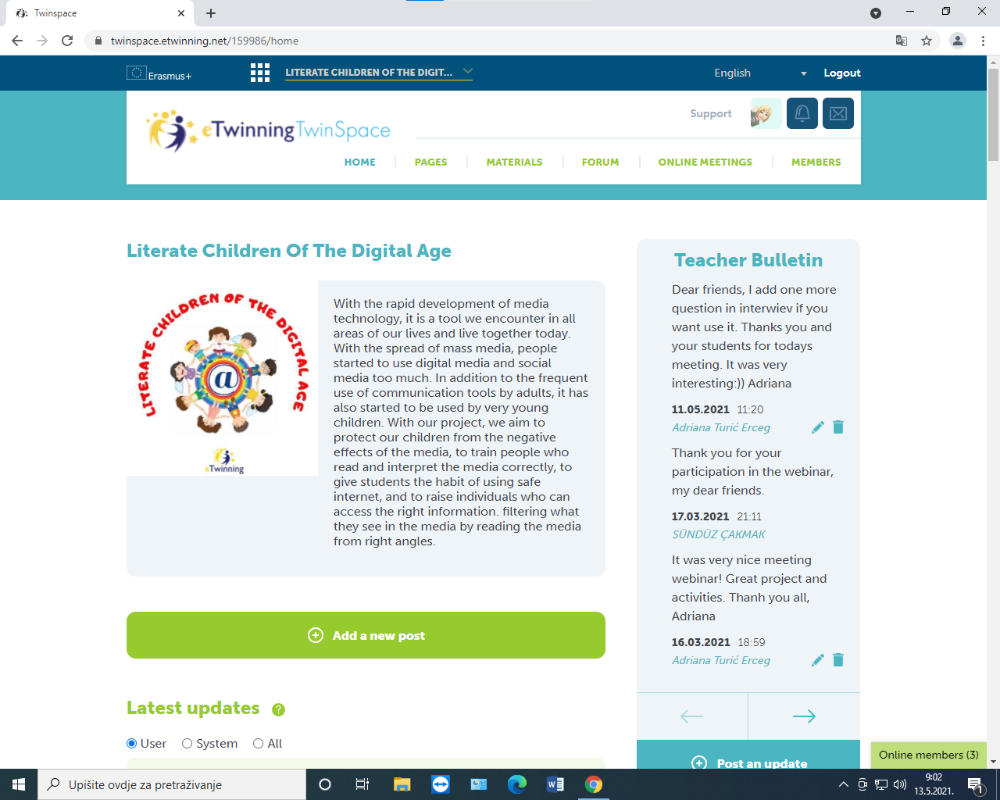 Twinspace
twinspace.etwinning.net/159986/home
Erasmus+
LITERATE CHILDREN OF THE DIGIT...
English
Logout
eTwinningTwinSpace
Support
HOME
PAGES
MATERIALS
FORUM
ONLINE MEETINGS
MEMBERS
Literate Children Of The Digital Age
LITERATE CHILDREN OF THE DIGITAL AGE
@
eTwinning
With the rapid development of media
technology, it is a tool we encounter in all
areas of our lives and live together today.
With the spread of mass media, people
started to use digital media and social
media too much. In addition to the frequent
use of communication tools by adults, it has
also started to be used by very young
children. With our project, we aim to
protect our children from the negative
effects of the media, to train people who
read and interpret the media correctly, to
give students the habit of using safe
internet, and to raise individuals who can
access the right information. filtering what
they see in the media by reading the media
from right angles.
Add a new post
Latest updates ?
User
System
All
Teacher Bulletin
Dear friends, I add one more
question in interwiev if you
want use it. Thanks you and
your students for todays
meeting. It was very
interesting:)) Adriana
11.05.2021 11:20
Adriana Turić Erceg
Thank you for your
participation in the webinar,
my dear friends.
17.03.2021 21:11
SÜNDÜZ ÇAKMAK
It was very nice meeting
webinar! Great project and
activities. Thanh you all,
Adriana
16.03.2021 18:59
Adriana Turić Erceg
Post an update
Online members (3)
Upišite ovdje za pretraživanje
9:02
13.5.2021.
1